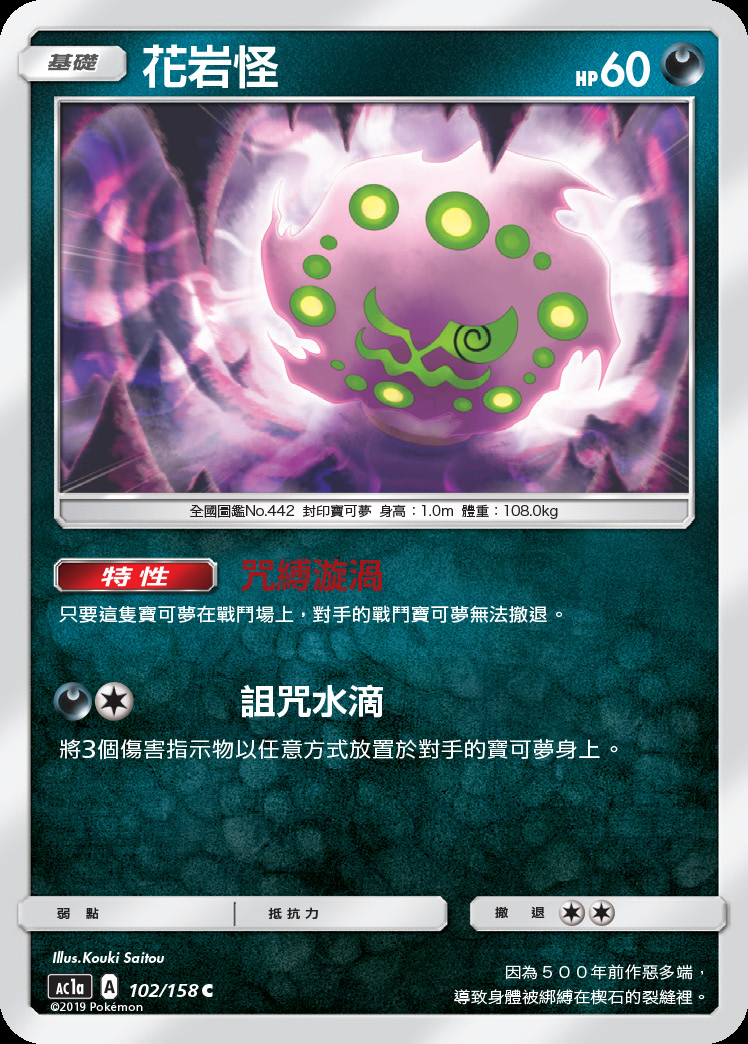 基礎 花岩怪 HP60
全國圖鑑No.442 封印寶可夢 身高：1.0m 體重：108.0kg
特性 咒縛漩渦
只要這隻寶可夢在戰鬥場上，對手的戰鬥寶可夢無法撤退。
詛咒水滴
將3個傷害指示物以任意方式放置於對手的寶可夢身上。
弱點 抵抗力 撤退
Illus.Kouki Saitou
AC1a A 102/158 C
©2019 Pokémon
因為５００年前作惡多端，
導致身體被綁縛在楔石的裂縫裡。